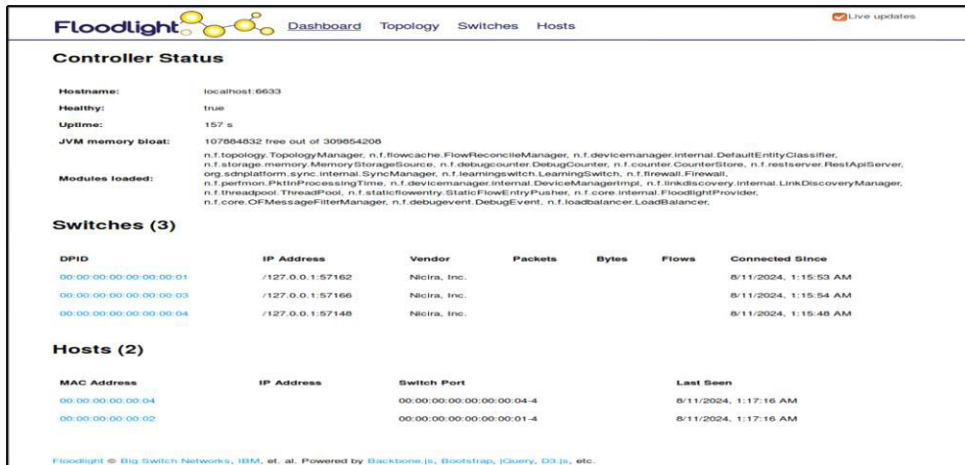 Floodlight Dashboard Topology Switches Hosts Live updates
Controller Status
Hostname: localhost:6633
Healthy: true
Uptime: 157 s
JVM memory bloat: 107884832 free out of 309854208
Modules loaded: n.f.topology.TopologyManager, n.f.flowcache.FlowReconcileManager, n.f.devicemanager.internal.DefaultEntityClassifier,
n.f.storage.memory.MemoryStorageSource, n.f.debugcounter.DebugCounter, n.f.counter.CounterStore, n.f.restserver.RestApiServer,
org.sdnplatform.sync.internal.SyncManager, n.f.learningswitch.LearningSwitch, n.f.firewall.Firewall,
n.f.perfmon.PktInProcessingTime, n.f.devicemanager.internal.DeviceManagerImpl, n.f.linkdiscovery.internal.LinkDiscoveryManager,
n.f.threadpool.ThreadPool, n.f.staticflowentry.StaticFlowEntryPusher, n.f.core.internal.FloodlightProvider,
n.f.core.OFMessageFilterManager, n.f.debugevent.DebugEvent, n.f.loadbalancer.LoadBalancer,
Switches (3)
DPID IP Address Vendor Packets Bytes Flows Connected Since
00:00:00:00:00:00:00:01 /127.0.0.1:57162 Nicira, Inc. 8/11/2024, 1:15:53 AM
00:00:00:00:00:00:00:03 /127.0.0.1:57166 Nicira, Inc. 8/11/2024, 1:15:54 AM
00:00:00:00:00:00:00:04 /127.0.0.1:57148 Nicira, Inc. 8/11/2024, 1:15:48 AM
Hosts (2)
MAC Address IP Address Switch Port Last Seen
00:00:00:00:00:04 00:00:00:00:00:00:00:04-4 8/11/2024, 1:17:16 AM
00:00:00:00:00:02 00:00:00:00:00:00:00:01-4 8/11/2024, 1:17:16 AM
Floodlight © Big Switch Networks, IBM, et. al. Powered by Backbone.js, Bootstrap, jQuery, D3.js, etc.